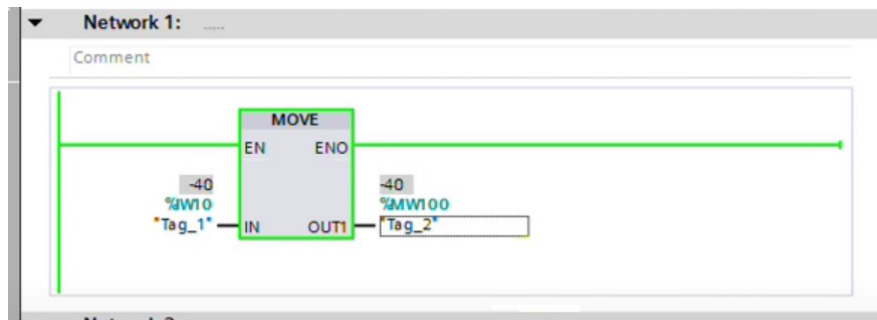 Network 1: .....
Comment
MOVE
EN ENO
-40 -40
%IW10 %MW100
"Tag_1" IN OUT1 "Tag_2"